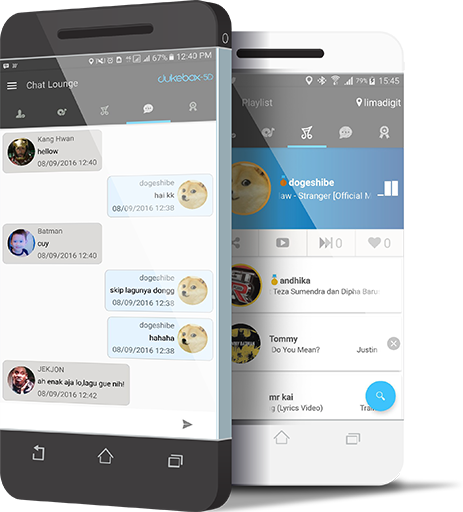 68% 12:40 PM
Chat Lounge
dukebox 5D
Kang Hwan
hellow
08/09/2016 12:40
dogeshibe
hai kk
08/09/2016 12:38
Batman
cuy
08/09/2016 12:40
dogeshibe
skip lagunya dongg
08/09/2016 12:38
dogeshibe
hahaha
08/09/2016 12:38
JEKJON
ah enak aja lo,lagu gue nih!
08/09/2016 12:42
79% 15:45
Playlist
limadigit
dogeshibe
law - Stranger [Official M
0
0
andhika
Teza Sumendra dan Dipha Baru
Tommy
Do You Mean?
Justin
mr kai
g (Lyrics Video)